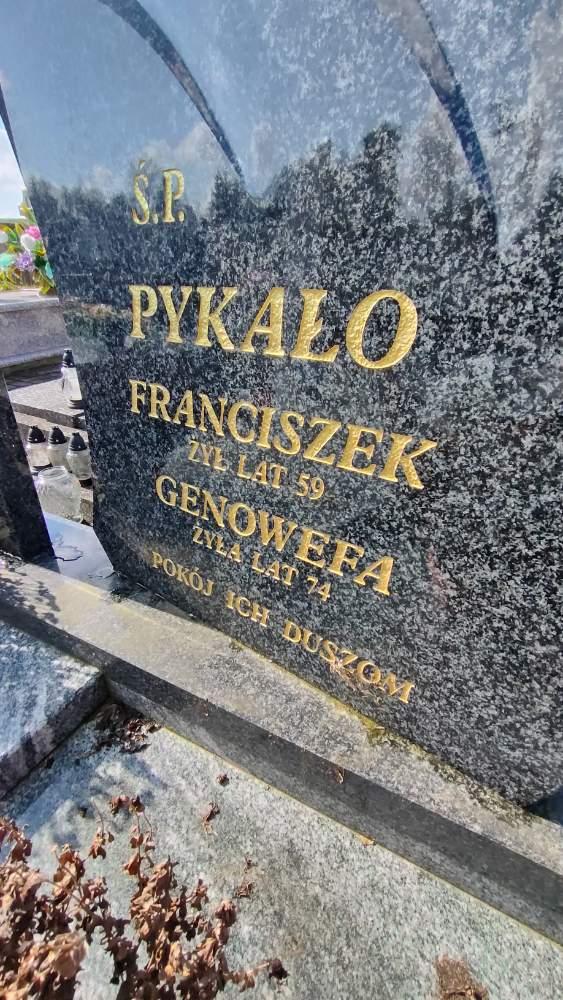 Ś.P.
PYKAŁO
FRANCISZEK
ŻYŁ LAT 59
GENOWEFA
ŻYŁA LAT 74
POKÓJ ICH DUSZOM